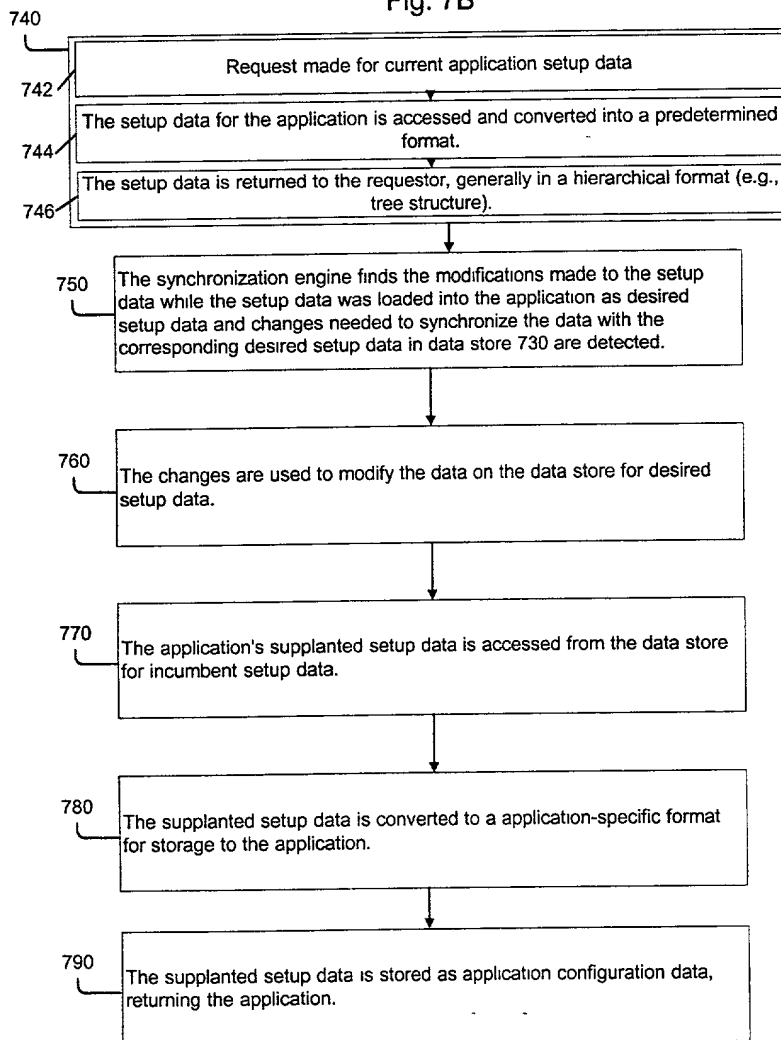 Fig. 7B
740
742
Request made for current application setup data
744
The setup data for the application is accessed and converted into a predetermined
format.
746
The setup data is returned to the requestor, generally in a hierarchical format (e.g.,
tree structure).
750
The synchronization engine finds the modifications made to the setup
data while the setup data was loaded into the application as desired
setup data and changes needed to synchronize the data with the
corresponding desired setup data in data store 730 are detected.
760
The changes are used to modify the data on the data store for desired
setup data.
770
The application's supplanted setup data is accessed from the data store
for incumbent setup data.
780
The supplanted setup data is converted to a application-specific format
for storage to the application.
790
The supplanted setup data is stored as application configuration data,
returning the application.